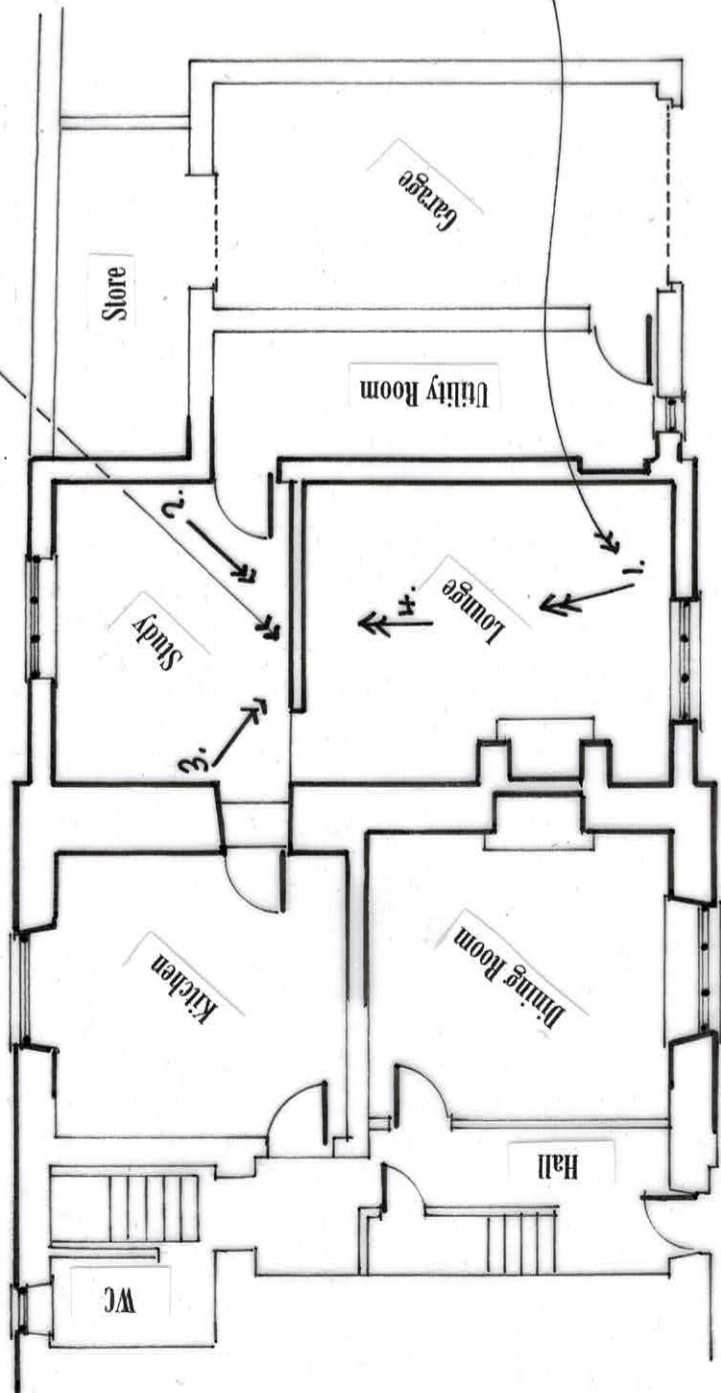 Garage
Store
Utility Room
2.
Study
1.
4.
Lounge
3.
Kitchen
Dining Room
Hall
WC